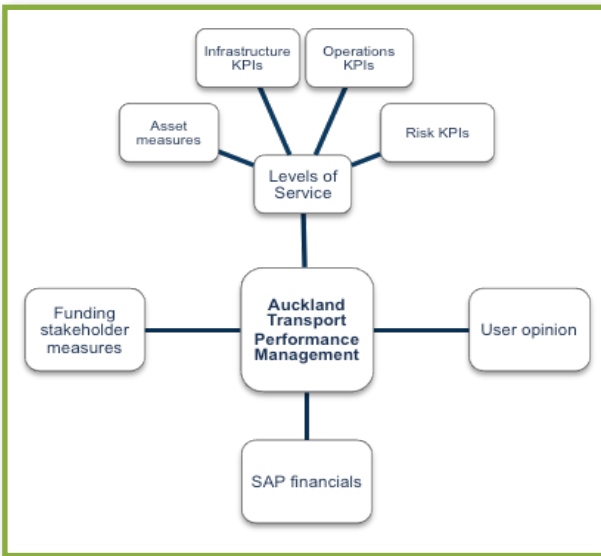 Infrastructure
KPIs
Operations
KPIs
Asset
measures
Risk KPIs
Levels of
Service
Funding
stakeholder
measures
Auckland
Transport
Performance
Management
User opinion
SAP financials